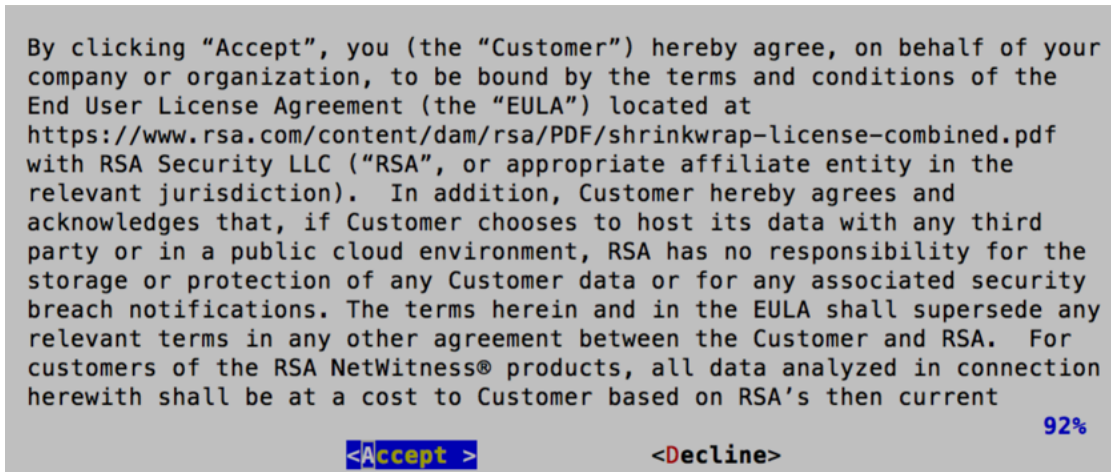 By clicking “Accept”, you (the “Customer”) hereby agree, on behalf of your
company or organization, to be bound by the terms and conditions of the
End User License Agreement (the “EULA”) located at
https://www.rsa.com/content/dam/rsa/PDF/shrinkwrap-license-combined.pdf
with RSA Security LLC (“RSA”, or appropriate affiliate entity in the
relevant jurisdiction).  In addition, Customer hereby agrees and
acknowledges that, if Customer chooses to host its data with any third
party or in a public cloud environment, RSA has no responsibility for the
storage or protection of any Customer data or for any associated security
breach notifications. The terms herein and in the EULA shall supersede any
relevant terms in any other agreement between the Customer and RSA.  For
customers of the RSA NetWitness® products, all data analyzed in connection
herewith shall be at a cost to Customer based on RSA’s then current
92%
<Accept > <Decline>